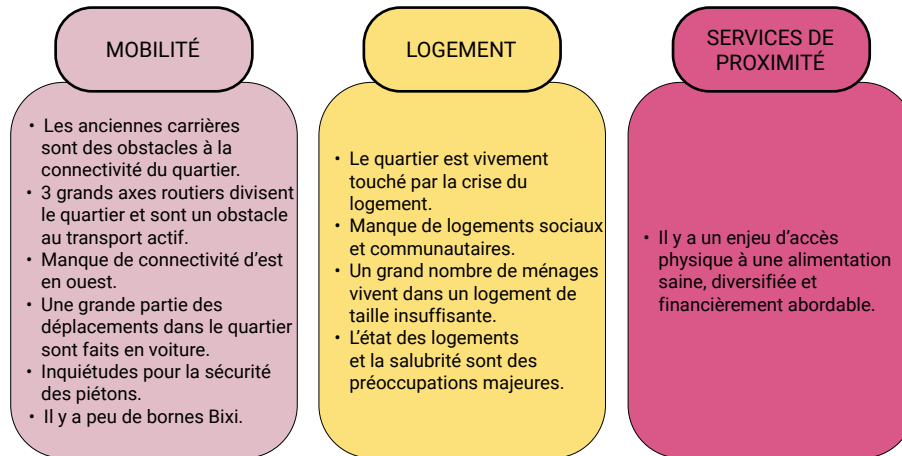 MOBILITÉ
• Les anciennes carrières
sont des obstacles à la
connectivité du quartier.
• 3 grands axes routiers divisent
le quartier et sont un obstacle
au transport actif.
• Manque de connectivité d'est
en ouest.
• Une grande partie des
déplacements dans le quartier
sont faits en voiture.
• Inquiétudes pour la sécurité
des piétons.
• Il y a peu de bornes Bixi.
LOGEMENT
• Le quartier est vivement
touché par la crise du
logement.
• Manque de logements sociaux
et communautaires.
• Un grand nombre de ménages
vivent dans un logement de
taille insuffisante.
• L'état des logements
et la salubrité sont des
préoccupations majeures.
SERVICES DE
PROXIMITÉ
• Il y a un enjeu d'accès
physique à une alimentation
saine, diversifiée et
financièrement abordable.